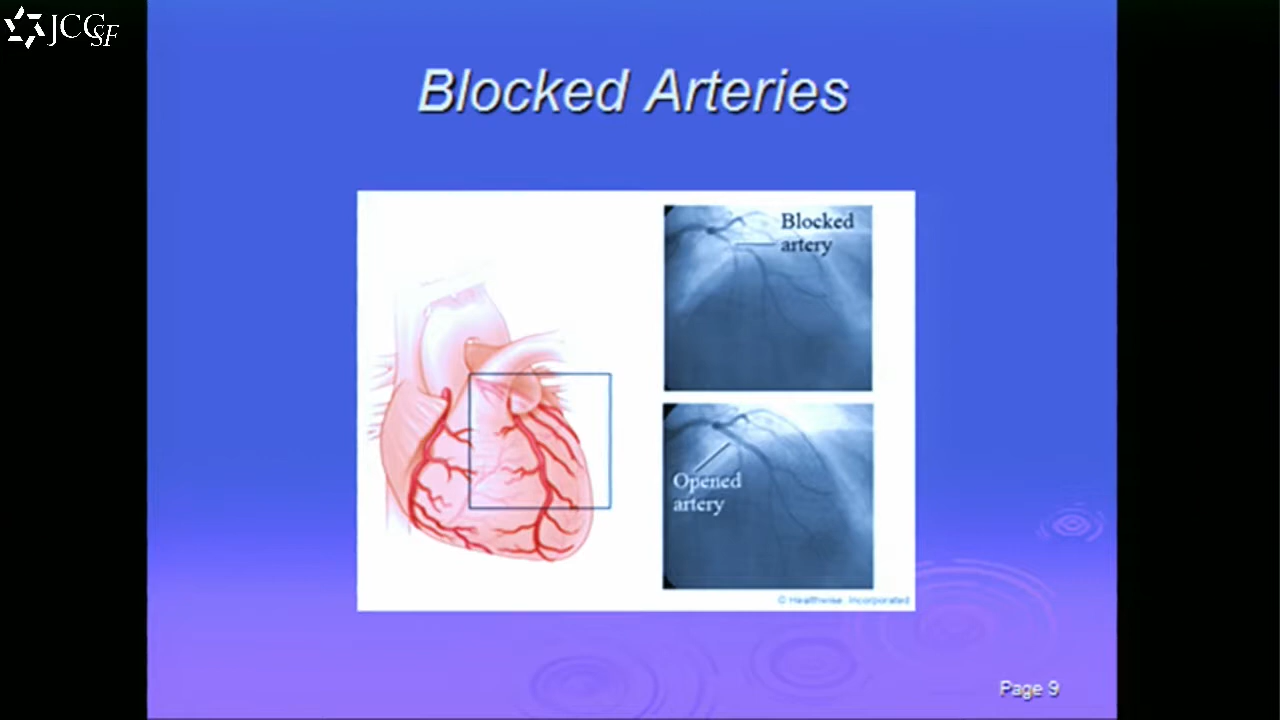 JCCSF
Blocked Arteries
Blocked
artery
Opened
artery
© Healthwise, Incorporated
Page 9